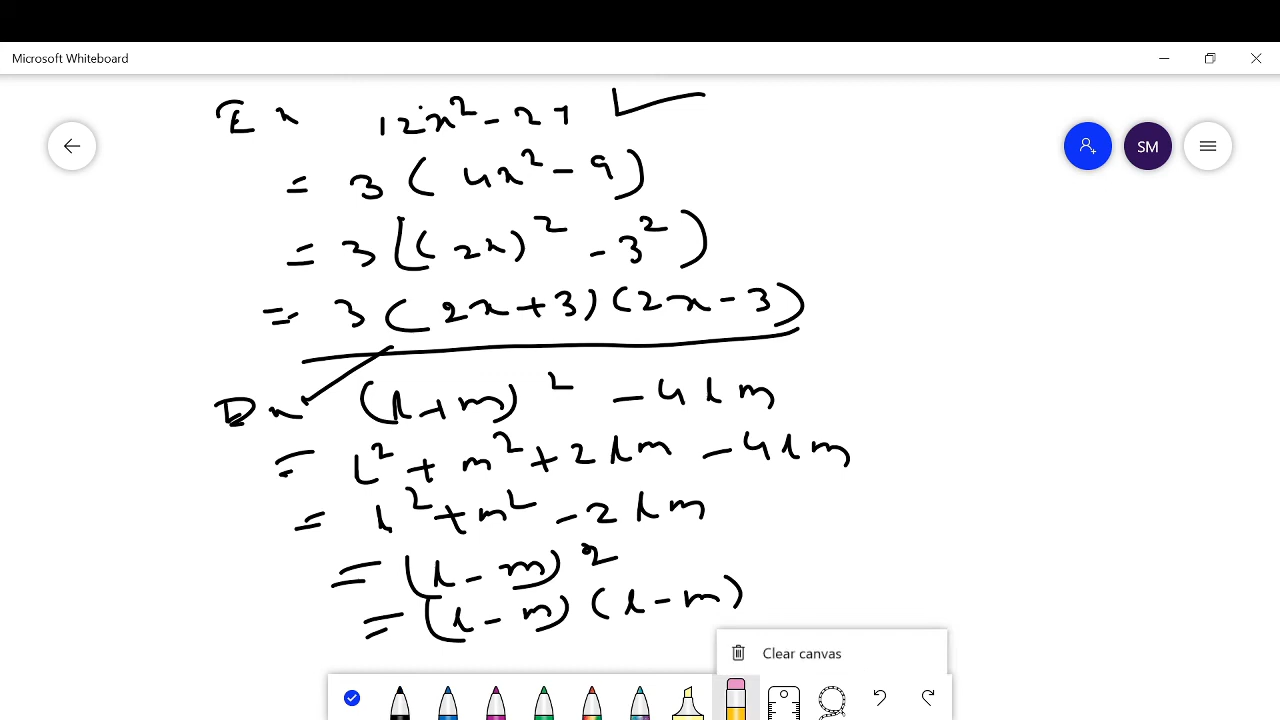 Microsoft Whiteboard
SM
Ex 12x² - 27
= 3 ( 4x² - 9 )
= 3 [ ( 2x )² - 3² )
= 3 ( 2x + 3 ) ( 2x - 3 )
Dx (l + m)² - 4lm
= l² + m² + 2lm - 4lm
= l² + m² - 2lm
= (l - m)²
= (l - m) (l - m)
Clear canvas